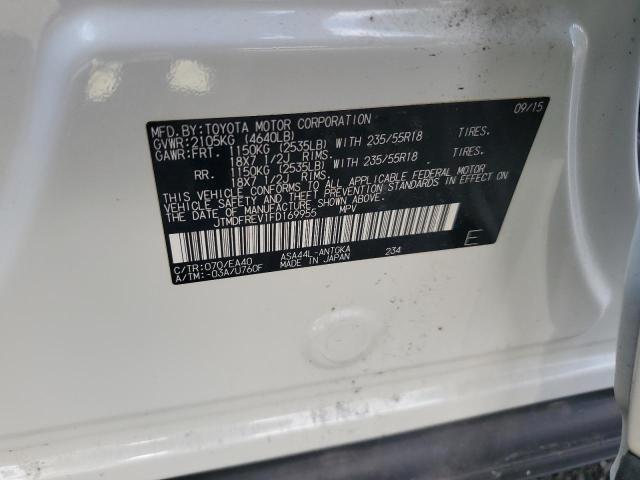 MFD.BY:TOYOTA MOTOR CORPORATION 09/15
GVWR:2105KG (4640LB)
GAWR:FRT. 1150KG (2535LB) WITH 235/55R18 TIRES.
18X7 1/2J RIMS.
RR. 1150KG (2535LB) WITH 235/55R18 TIRES.
18X7 1/2J RIMS.
THIS VEHICLE CONFORMS TO ALL APPLICABLE FEDERAL MOTOR
VEHICLE SAFETY AND THEFT PREVENTION STANDARDS IN EFFECT ON
THE DATE OF MANUFACTURE SHOWN ABOVE.
JTMDFREV1FD169955 MPV
C/TR:070/EA40 ASA44L-ANTGKA 234 E
A/TM:-03A/U760F MADE IN JAPAN